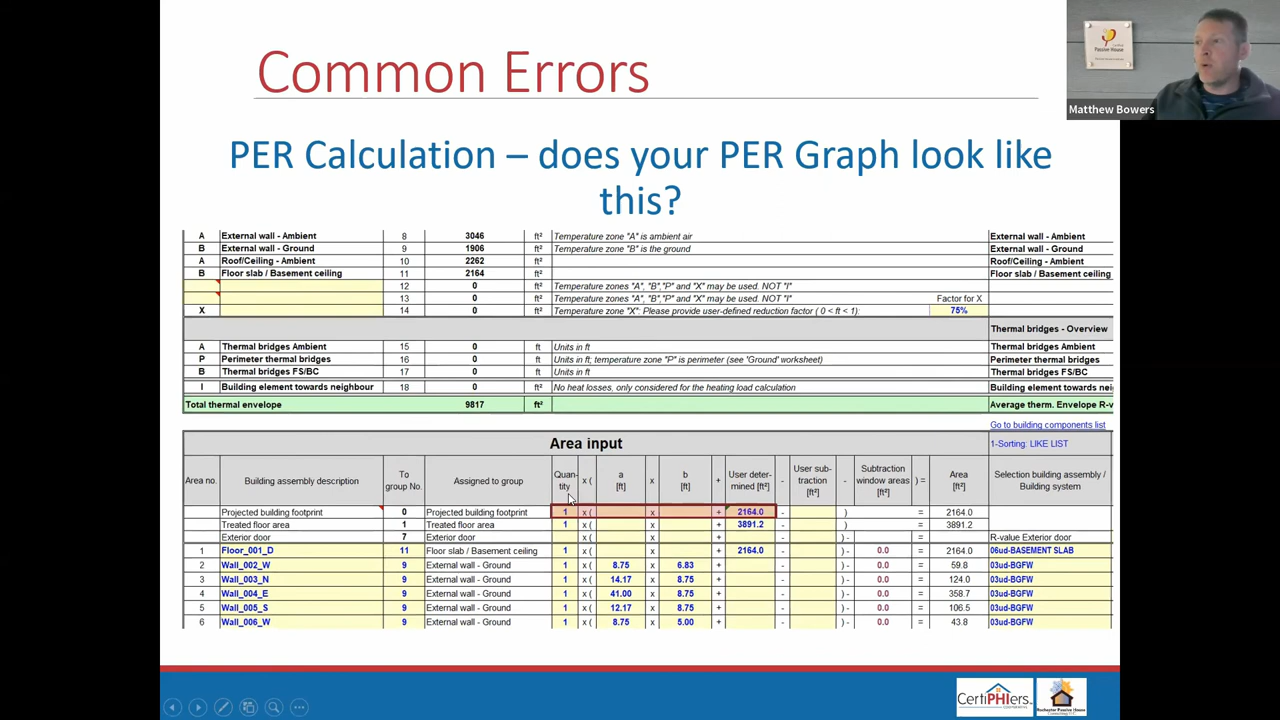 Common Errors
PER Calculation – does your PER Graph look like
this?
Matthew Bowers
A External wall - Ambient 8 3046 ft² Temperature zone "A" is ambient air External wall - Ambient
B External wall - Ground 9 1906 ft² Temperature zone "B" is the ground External wall - Ground
A Roof/Ceiling - Ambient 10 2262 ft² Roof/Ceiling - Ambient
B Floor slab / Basement ceiling 11 2164 ft² Floor slab / Basement ceiling
12 0 ft² Temperature zones "A", "B","P" and "X" may be used. NOT "I"
13 0 ft² Temperature zones "A", "B","P" and "X" may be used. NOT "I" Factor for X
X 14 0 ft² Temperature zone "X": Please provide user-defined reduction factor ( 0 < ft < 1): 75%
Thermal bridges - Overview
A Thermal bridges Ambient 15 0 ft Units in ft Thermal bridges Ambient
P Perimeter thermal bridges 16 0 ft Units in ft; temperature zone "P" is perimeter (see 'Ground' worksheet) Perimeter thermal bridges
B Thermal bridges FS/BC 17 0 ft Units in ft Thermal bridges FS/BC
I Building element towards neighbour 18 0 ft² No heat losses, only considered for the heating load calculation Building element towards nei
Total thermal envelope 9817 ft² Average therm. Envelope R-v
Go to building components list
Area input 1-Sorting: LIKE LIST
Area no. Building assembly description To group No. Assigned to group Quan-tity x ( a [ft] x b [ft] + User deter-mined [ft²] - User sub-traction [ft²] - Subtraction window areas [ft²] ) = Area [ft²] Selection building assembly / Building system
Projected building footprint 0 Projected building footprint 1 x ( x + 2164.0 - ) = 2164.0
Treated floor area 1 Treated floor area 1 x ( x + 3891.2 - ) = 3891.2
Exterior door 7 Exterior door x ( x + - ) - = R-value Exterior door
1 Floor_001_D 11 Floor slab / Basement ceiling 1 x ( x + 2164.0 - ) - 0.0 = 2164.0 06ud-BASEMENT SLAB
2 Wall_002_W 9 External wall - Ground 1 x ( 8.75 x 6.83 + - ) - 0.0 = 59.8 03ud-BGFW
3 Wall_003_N 9 External wall - Ground 1 x ( 14.17 x 8.75 + - ) - 0.0 = 124.0 03ud-BGFW
4 Wall_004_E 9 External wall - Ground 1 x ( 41.00 x 8.75 + - ) - 0.0 = 358.7 03ud-BGFW
5 Wall_005_S 9 External wall - Ground 1 x ( 12.17 x 8.75 + - ) - 0.0 = 106.5 03ud-BGFW
6 Wall_006_W 9 External wall - Ground 1 x ( 8.75 x 5.00 + - ) - 0.0 = 43.8 03ud-BGFW
CertiPHIers
Rochester Passive House